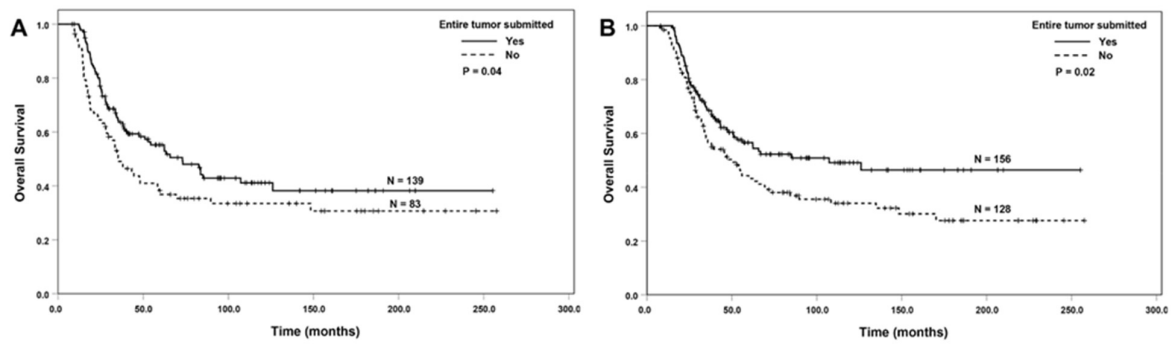 A
Entire tumor submitted
Yes
No
P = 0.04
N = 139
N = 83
Overall Survival
1.0
0.8
0.6
0.4
0.2
0.0
0.0 50.0 100.0 150.0 200.0 250.0 300.0
Time (months)
B
Entire tumor submitted
Yes
No
P = 0.02
N = 156
N = 128
Overall Survival
1.0
0.8
0.6
0.4
0.2
0.0
0.0 50.0 100.0 150.0 200.0 250.0 300.0
Time (months)